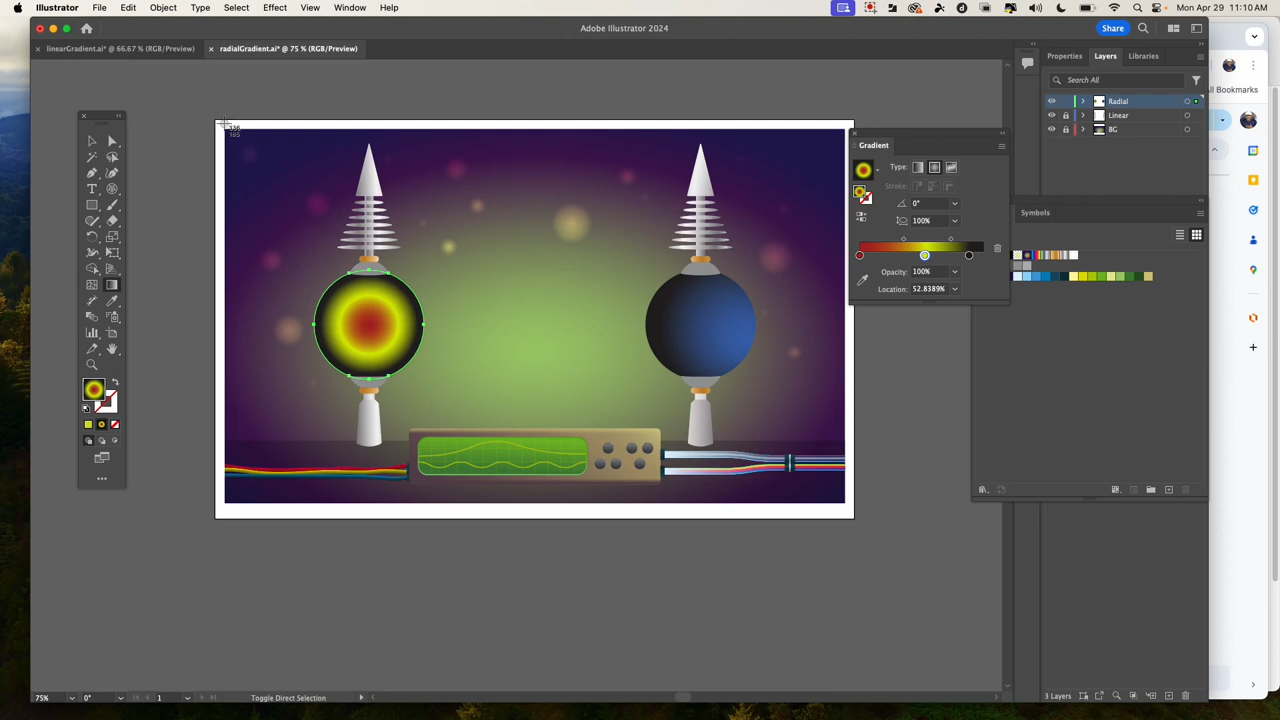 Illustrator File Edit Object Type Select Effect View Window Help
Mon Apr 29 11:10 AM
Adobe Illustrator 2024
Share
linearGradient.ai* @ 66.67 % (RGB/Preview)
radialGradient.ai* @ 75 % (RGB/Preview)
Properties Layers Libraries
Search All
All Bookmarks
Radial
Linear
BG
336
185
Gradient
Type:
Stroke:
0°
100%
Opacity: 100%
Location: 52.8389%
Symbols
75% 0° 1 Toggle Direct Selection
3 Layers